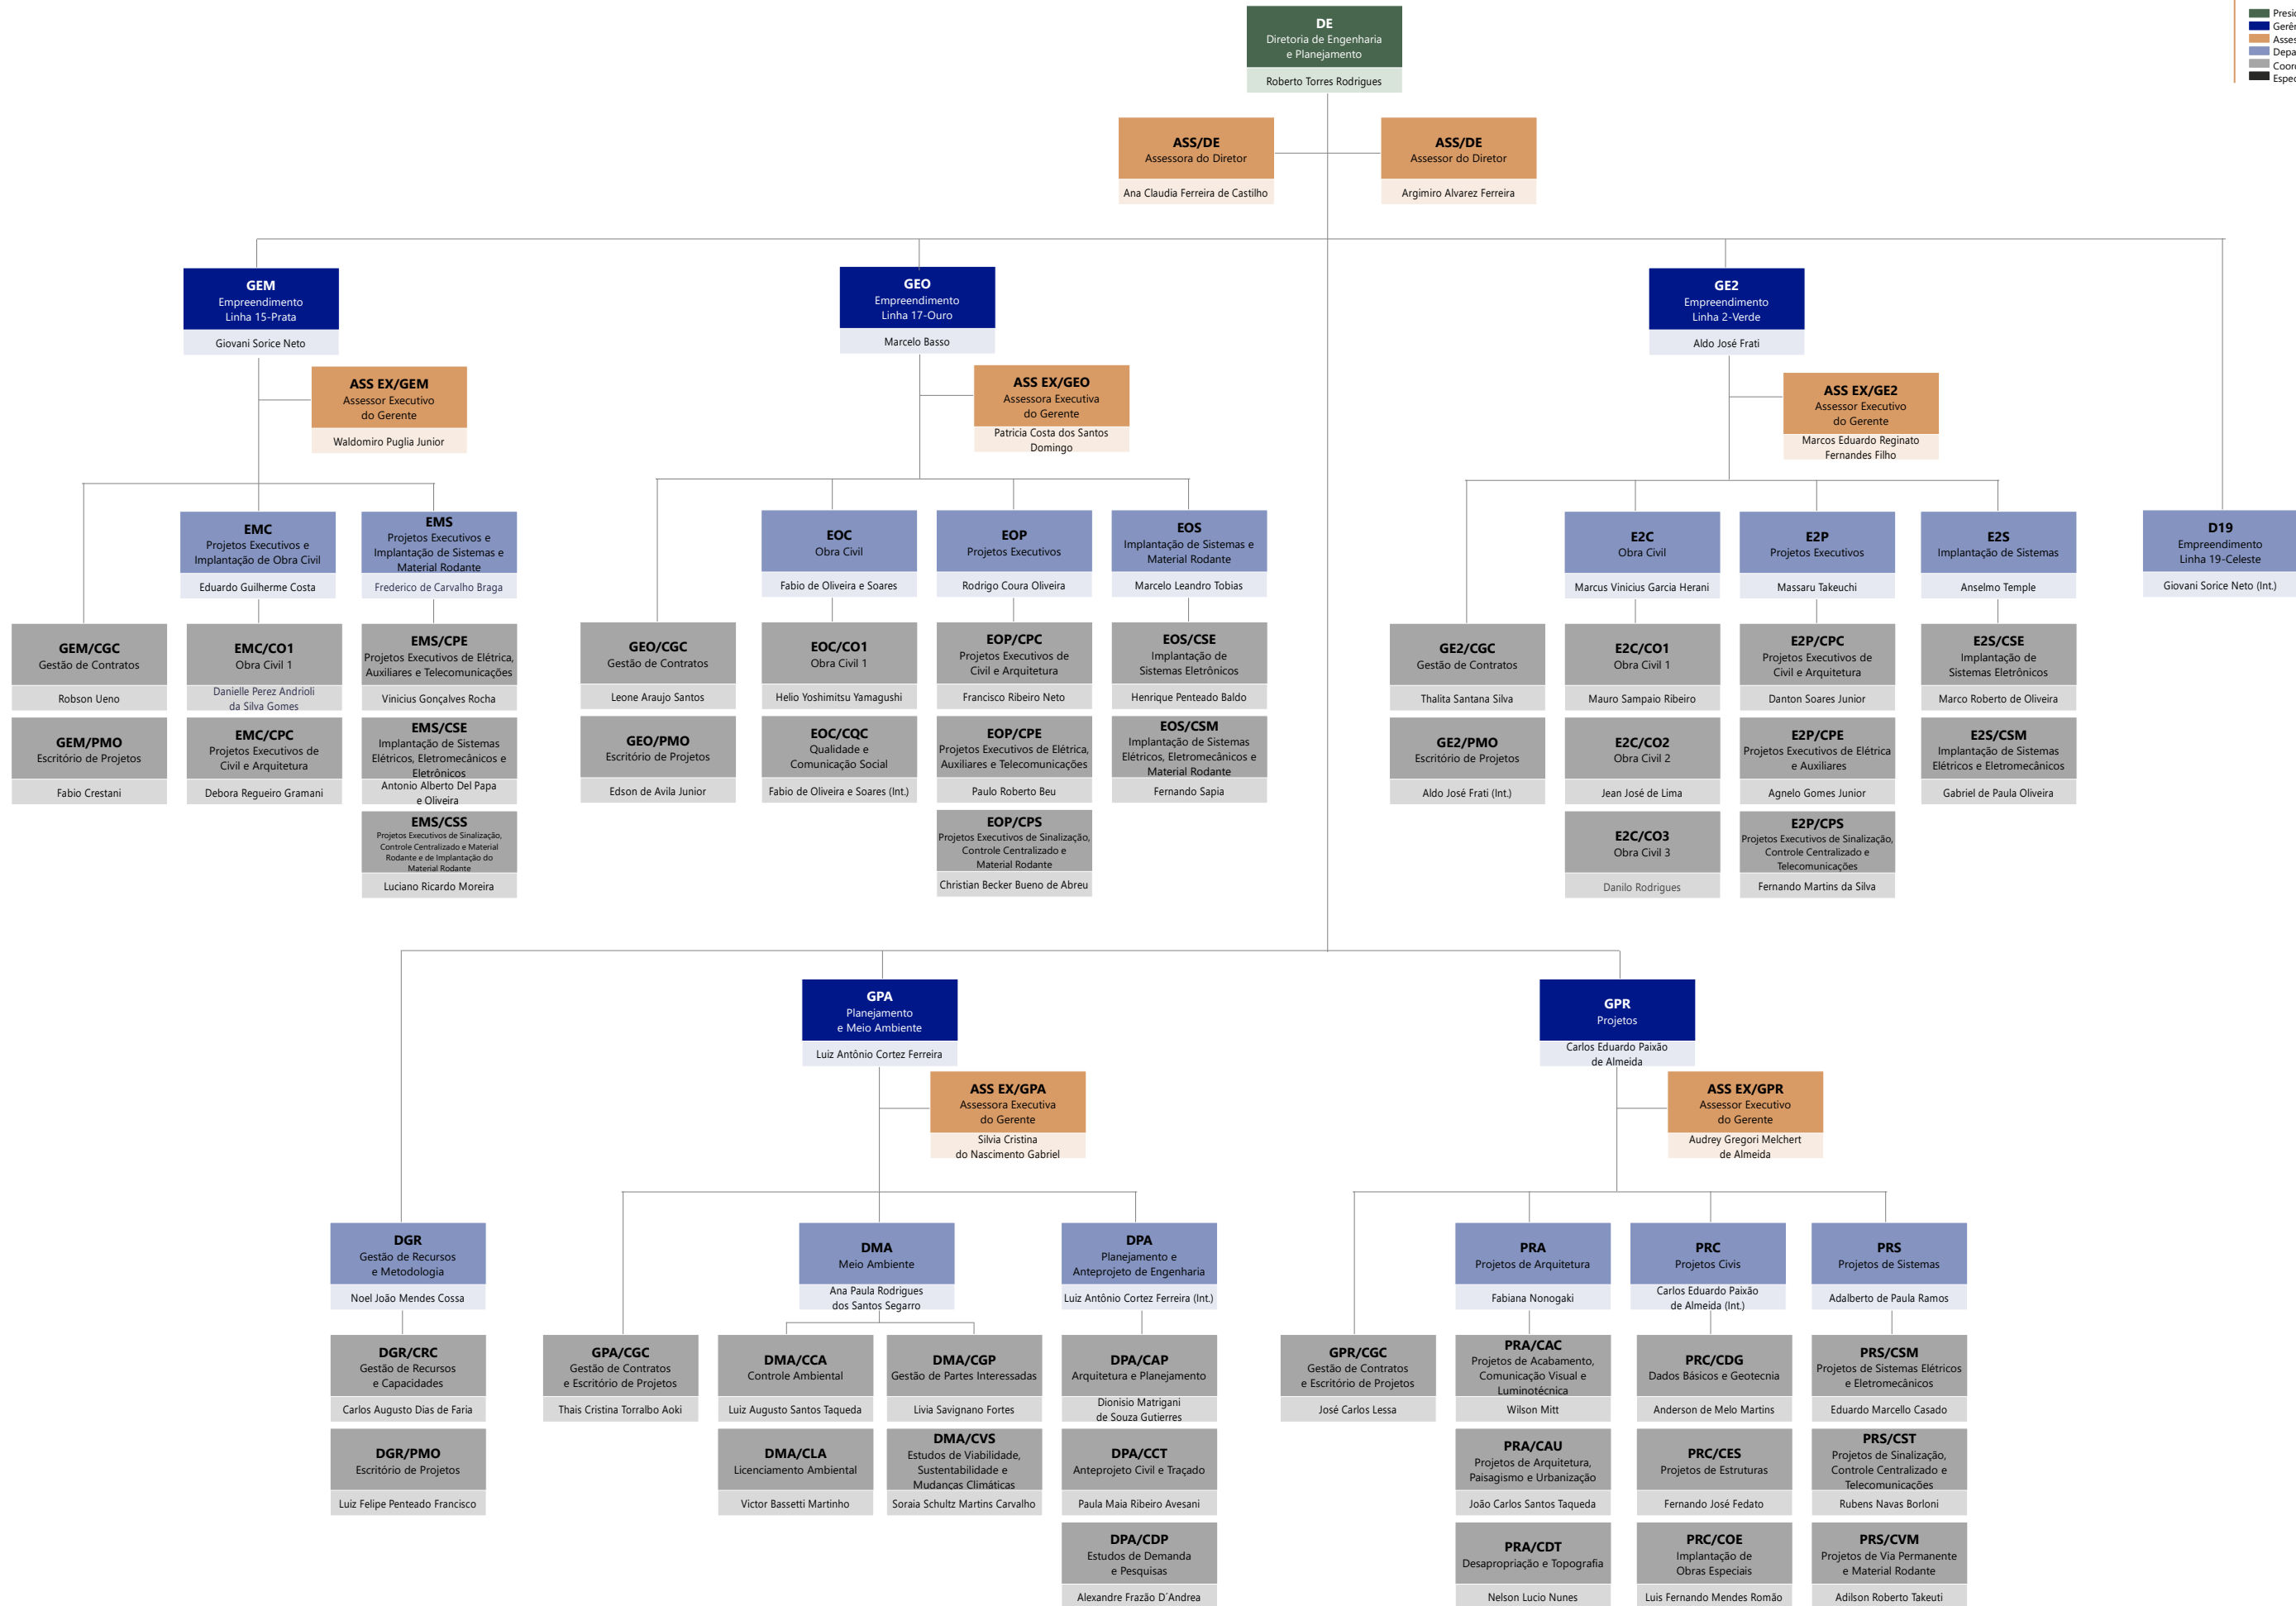 DE
Diretoria de Engenharia
e Planejamento
Roberto Torres Rodrigues
ASS/DE
Assessora do Diretor
Ana Claudia Ferreira de Castilho
ASS/DE
Assessor do Diretor
Argimiro Alvarez Ferreira
GEM
Empreendimento
Linha 15-Prata
Giovani Sorice Neto
ASS EX/GEM
Assessor Executivo
do Gerente
Waldomiro Puglia Junior
GEO
Empreendimento
Linha 17-Ouro
Marcelo Basso
ASS EX/GEO
Assessora Executiva
do Gerente
Patricia Costa dos Santos
Domingo
GE2
Empreendimento
Linha 2-Verde
Aldo José Frati
ASS EX/GE2
Assessor Executivo
do Gerente
Marcos Eduardo Reginato
Fernandes Filho
EMC
Projetos Executivos e
Implantação de Obra Civil
Eduardo Guilherme Costa
EMS
Projetos Executivos e
Implantação de Sistemas e
Material Rodante
Frederico de Carvalho Braga
EOC
Obra Civil
Fabio de Oliveira e Soares
EOP
Projetos Executivos
Rodrigo Coura Oliveira
EOS
Implantação de Sistemas e
Material Rodante
Marcelo Leandro Tobias
E2C
Obra Civil
Marcus Vinicius Garcia Herani
E2P
Projetos Executivos
Massaru Takeuchi
E2S
Implantação de Sistemas
Anselmo Temple
D19
Empreendimento
Linha 19-Celeste
Giovani Sorice Neto (Int.)
GEM/CGC
Gestão de Contratos
Robson Ueno
EMC/CO1
Obra Civil 1
Danielle Perez Andrioli
da Silva Gomes
EMS/CPE
Projetos Executivos de Elétrica,
Auxiliares e Telecomunicações
Vinicius Gonçalves Rocha
GEO/CGC
Gestão de Contratos
Leone Araujo Santos
EOC/CO1
Obra Civil 1
Helio Yoshimitsu Yamagushi
EOP/CPC
Projetos Executivos de
Civil e Arquitetura
Francisco Ribeiro Neto
EOS/CSE
Implantação de
Sistemas Eletrônicos
Henrique Penteado Baldo
GE2/CGC
Gestão de Contratos
Thalita Santana Silva
E2C/CO1
Obra Civil 1
Mauro Sampaio Ribeiro
E2P/CPC
Projetos Executivos de
Civil e Arquitetura
Danton Soares Junior
E2S/CSE
Implantação de
Sistemas Eletrônicos
Marco Roberto de Oliveira
GEM/PMO
Escritório de Projetos
Fabio Crestani
EMC/CPC
Projetos Executivos de
Civil e Arquitetura
Debora Regueiro Gramani
EMS/CSE
Implantação de Sistemas
Elétricos, Eletromecânicos e
Eletrônicos
Antonio Alberto Del Papa
e Oliveira
GEO/PMO
Escritório de Projetos
Edson de Avila Junior
EOC/CQC
Qualidade e
Comunicação Social
Fabio de Oliveira e Soares (Int.)
EOP/CPE
Projetos Executivos de Elétrica,
Auxiliares e Telecomunicações
Paulo Roberto Beu
EOS/CSM
Implantação de Sistemas
Elétricos, Eletromecânicos e
Material Rodante
Fernando Sapia
GE2/PMO
Escritório de Projetos
Aldo José Frati (Int.)
E2C/CO2
Obra Civil 2
Jean José de Lima
E2P/CPE
Projetos Executivos de Elétrica
e Auxiliares
Agnelo Gomes Junior
E2S/CSM
Implantação de Sistemas
Elétricos e Eletromecânicos
Gabriel de Paula Oliveira
EMS/CSS
Projetos Executivos de Sinalização,
Controle Centralizado e Material
Rodante e de Implantação do
Material Rodante
Luciano Ricardo Moreira
EOP/CPS
Projetos Executivos de Sinalização,
Controle Centralizado e
Material Rodante
Christian Becker Bueno de Abreu
E2C/CO3
Obra Civil 3
Danilo Rodrigues
E2P/CPS
Projetos Executivos de Sinalização,
Controle Centralizado e
Telecomunicações
Fernando Martins da Silva
GPA
Planejamento
e Meio Ambiente
Luiz Antônio Cortez Ferreira
ASS EX/GPA
Assessora Executiva
do Gerente
Silvia Cristina
do Nascimento Gabriel
GPR
Projetos
Carlos Eduardo Paixão
de Almeida
ASS EX/GPR
Assessor Executivo
do Gerente
Audrey Gregori Melchert
de Almeida
DGR
Gestão de Recursos
e Metodologia
Noel João Mendes Cossa
DMA
Meio Ambiente
Ana Paula Rodrigues
dos Santos Segarro
DPA
Planejamento e
Anteprojeto de Engenharia
Luiz Antônio Cortez Ferreira (Int.)
PRA
Projetos de Arquitetura
Fabiana Nonogaki
PRC
Projetos Civis
Carlos Eduardo Paixão
de Almeida (Int.)
PRS
Projetos de Sistemas
Adalberto de Paula Ramos
DGR/CRC
Gestão de Recursos
e Capacidades
Carlos Augusto Dias de Faria
GPA/CGC
Gestão de Contratos
e Escritório de Projetos
Thais Cristina Torralbo Aoki
DMA/CCA
Controle Ambiental
Luiz Augusto Santos Taqueda
DMA/CGP
Gestão de Partes Interessadas
Livia Savignano Fortes
DPA/CAP
Arquitetura e Planejamento
Dionisio Matrigani
de Souza Gutierres
GPR/CGC
Gestão de Contratos
e Escritório de Projetos
José Carlos Lessa
PRA/CAC
Projetos de Acabamento,
Comunicação Visual e
Luminotécnica
Wilson Mitt
PRC/CDG
Dados Básicos e Geotecnia
Anderson de Melo Martins
PRS/CSM
Projetos de Sistemas Elétricos
e Eletromecânicos
Eduardo Marcello Casado
DGR/PMO
Escritório de Projetos
Luiz Felipe Penteado Francisco
DMA/CLA
Licenciamento Ambiental
Victor Bassetti Martinho
DMA/CVS
Estudos de Viabilidade,
Sustentabilidade e
Mudanças Climáticas
Soraia Schultz Martins Carvalho
DPA/CCT
Anteprojeto Civil e Traçado
Paula Maia Ribeiro Avesani
PRA/CAU
Projetos de Arquitetura,
Paisagismo e Urbanização
João Carlos Santos Taqueda
PRC/CES
Projetos de Estruturas
Fernando José Fedato
PRS/CST
Projetos de Sinalização,
Controle Centralizado e
Telecomunicações
Rubens Navas Borloni
DPA/CDP
Estudos de Demanda
e Pesquisas
Alexandre Frazão D´Andrea
PRA/CDT
Desapropriação e Topografia
Nelson Lucio Nunes
PRC/COE
Implantação de
Obras Especiais
Luis Fernando Mendes Romão
PRS/CVM
Projetos de Via Permanente
e Material Rodante
Adilson Roberto Takeuti